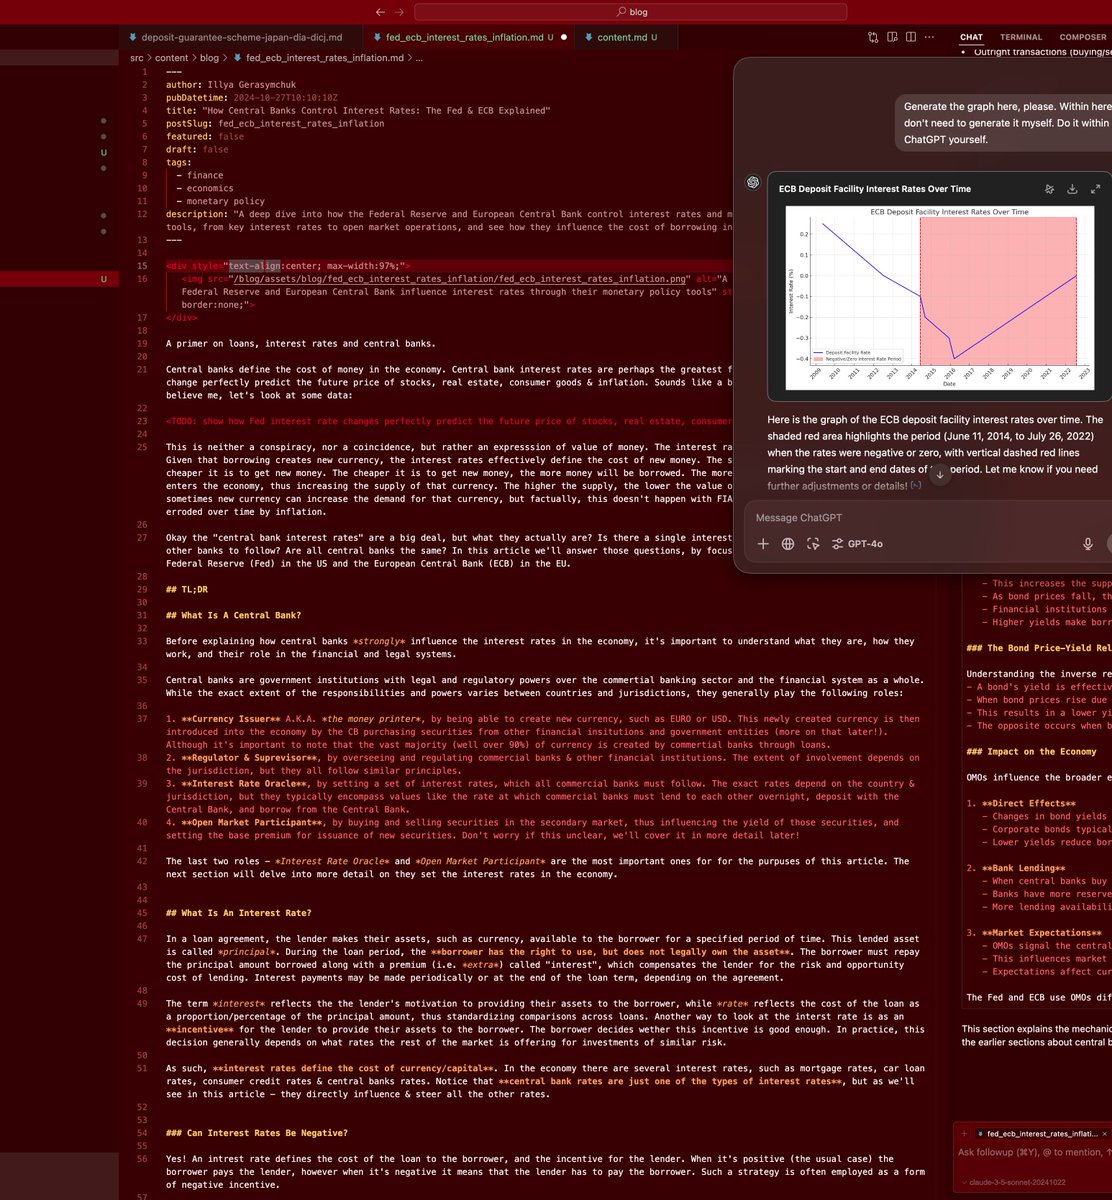 blog
deposit-guarantee-scheme-japan-dia-dicj.md
fed_ecb_interest_rates_inflation.md U
content.md U
CHAT
TERMINAL
COMPOSER
src > content > blog > fed_ecb_interest_rates_inflation.md > ...
1 ---
2 author: Illya Gerasymchuk
3 pubDatetime: 2024-10-27T10:10:10Z
4 title: "How Central Banks Control Interest Rates: The Fed & ECB Explained"
5 postSlug: fed_ecb_interest_rates_inflation
6 featured: false
7 draft: false
8 tags:
9 - finance
10 - economics
11 - monetary policy
12 description: "A deep dive into how the Federal Reserve and European Central Bank control interest rates and m
tools, from key interest rates to open market operations, and see how they influence the cost of borrowing in
13 ---
14
15 <div style="text-align:center; max-width:97%;">
16 <img src="/blog/assets/blog/fed_ecb_interest_rates_inflation/fed_ecb_interest_rates_inflation.png" alt="A
Federal Reserve and European Central Bank influence interest rates through their monetary policy tools" st
border:none;">
17 </div>
18
19 A primer on loans, interest rates and central banks.
20
21 Central banks define the cost of money in the economy. Central bank interest rates are perhaps the greatest f
change perfectly predict the future price of stocks, real estate, consumer goods & inflation. Sounds like a b
believe me, let's look at some data:
22
23 <TODO: show how Fed interest rate changes perfectly predict the future price of stocks, real estate, consumer
24
25 This is neither a conspiracy, nor a coincidence, but rather an expresssion of value of money. The interest ra
Given that borrowing creates new currency, the interest rates effectively define the cost of new money. The s
cheaper it is to get new money. The cheaper it is to get new money, the more money will be borrowed. The more
enters the economy, thus increasing the supply of that currency. The higher the supply, the lower the value o
sometimes new currency can increase the demand for that currency, but factually, this doesn't happen with FIA
erroded over time by inflation.
26
27 Okay the "central bank interest rates" are a big deal, but what they actually are? Is there a single interest
other banks to follow? Are all central banks the same? In this article we'll answer those questions, by focus
Federal Reserve (Fed) in the US and the European Central Bank (ECB) in the EU.
28
29 ## TL;DR
30
31 ## What Is A Central Bank?
32
33 Before explaining how central banks *strongly* influence the interest rates in the economy, it's important to understand what they are, how they
work, and their role in the financial and legal systems.
34
35 Central banks are government institutions with legal and regulatory powers over the commertial banking sector and the financial system as a whole.
While the exact extent of the responsibilities and powers varies between countries and jurisdictions, they generally play the following roles:
36
37 1. **Currency Issuer** A.K.A. *the money printer*, by being able to create new currency, such as EURO or USD. This newly created currency is then
introduced into the economy by the CB purchasing securities from other financial insitutions and government entities (more on that later!).
Although it's important to note that the vast majority (well over 90%) of currency is created by commertial banks through loans.
38 2. **Regulator & Suprevisor**, by overseeing and regulating commercial banks & other financial institutions. The extent of involvement depends on
the jurisdiction, but they all follow similar principles.
39 3. **Interest Rate Oracle**, by setting a set of interest rates, which all commercial banks must follow. The exact rates depend on the country &
jurisdiction, but they typically encompass values like the rate at which commercial banks must lend to each other overnight, deposit with the
Central Bank, and borrow from the Central Bank.
40 4. **Open Market Participant**, by buying and selling securities in the secondary market, thus influencing the yield of those securities, and
setting the base premium for issuance of new securities. Don't worry if this unclear, we'll cover it in more detail later!
41
42 The last two roles - *Interest Rate Oracle* and *Open Market Participant* are the most important ones for for the purpuses of this article. The
next section will delve into more detail on they set the interest rates in the economy.
43
44
45 ## What Is An Interest Rate?
46
47 In a loan agreement, the lender makes their assets, such as currency, available to the borrower for a specified period of time. This lended asset
is called *principal*. During the loan period, the **borrower has the right to use, but does not legally own the asset**. The borrower must repay
the principal amount borrowed along with a premium (i.e. *extra*) called "interest", which compensates the lender for the risk and opportunity
cost of lending. Interest payments may be made periodically or at the end of the loan term, depending on the agreement.
48
49 The term *interest* reflects the the lender's motivation to providing their assets to the borrower, while *rate* reflects the cost of the loan as
a proportion/percentage of the principal amount, thus standardizing comparisons across loans. Another way to look at the interst rate is as an
**incentive** for the lender to provide their assets to the borrower. The borrower decides wether this incentive is good enough. In practice, this
decision generally depends on what rates the rest of the market is offering for investments of similar risk.
50
51 As such, **interest rates define the cost of currency/capital**. In the economy there are several interest rates, such as mortgage rates, car loan
rates, consumer credit rates & central banks rates. Notice that **central bank rates are just one of the types of interest rates**, but as we'll
see in this article - they directly influence & steer all the other rates.
52
53
54 ### Can Interest Rates Be Negative?
55
56 Yes! An intrest rate defines the cost of the loan to the borrower, and the incentive for the lender. When it's positive (the usual case) the
borrower pays the lender, however when it's negative it means that the lender has to pay the borrower. Such a strategy is often employed as a form
of negative incentive.
57
U
U
• Outright transactions (buying/se
Generate the graph here, please. Within here
don't need to generate it myself. Do it within
ChatGPT yourself.
ECB Deposit Facility Interest Rates Over Time
ECB Deposit Facility Interest Rates Over Time
Interest Rate (%)
0.2
0.1
0.0
-0.1
-0.2
-0.3
-0.4
Deposit Facility Rate
Negative/Zero Interest Rate Period
2009 2010 2011 2012 2013 2014 2015 2016 2017 2018 2019 2020 2021 2022 2023
Date
Here is the graph of the ECB deposit facility interest rates over time. The
shaded red area highlights the period (June 11, 2014, to July 26, 2022)
when the rates were negative or zero, with vertical dashed red lines
marking the start and end dates of period. Let me know if you need
further adjustments or details! [>-]
Message ChatGPT
GPT-4o
- This increases the supp
- As bond prices fall, th
- Financial institutions
- Higher yields make borr
### The Bond Price-Yield Rel
Understanding the inverse re
- A bond's yield is effectiv
- When bond prices rise due
- This results in a lower yi
- The opposite occurs when b
### Impact on the Economy
OMOs influence the broader e
1. **Direct Effects**
- Changes in bond yields
- Corporate bonds typical
- Lower yields reduce bor
2. **Bank Lending**
- When central banks buy
- Banks have more reserve
- More lending availabili
3. **Market Expectations**
- OMOs signal the central
- This influences market
- Expectations affect cur
The Fed and ECB use OMOs dif
This section explains the mechanic
the earlier sections about central b
+ fed_ecb_interest_rates_inflati... ×
Ask followup (⌘Y), @ to mention, ↑
claude-3-5-sonnet-20241022